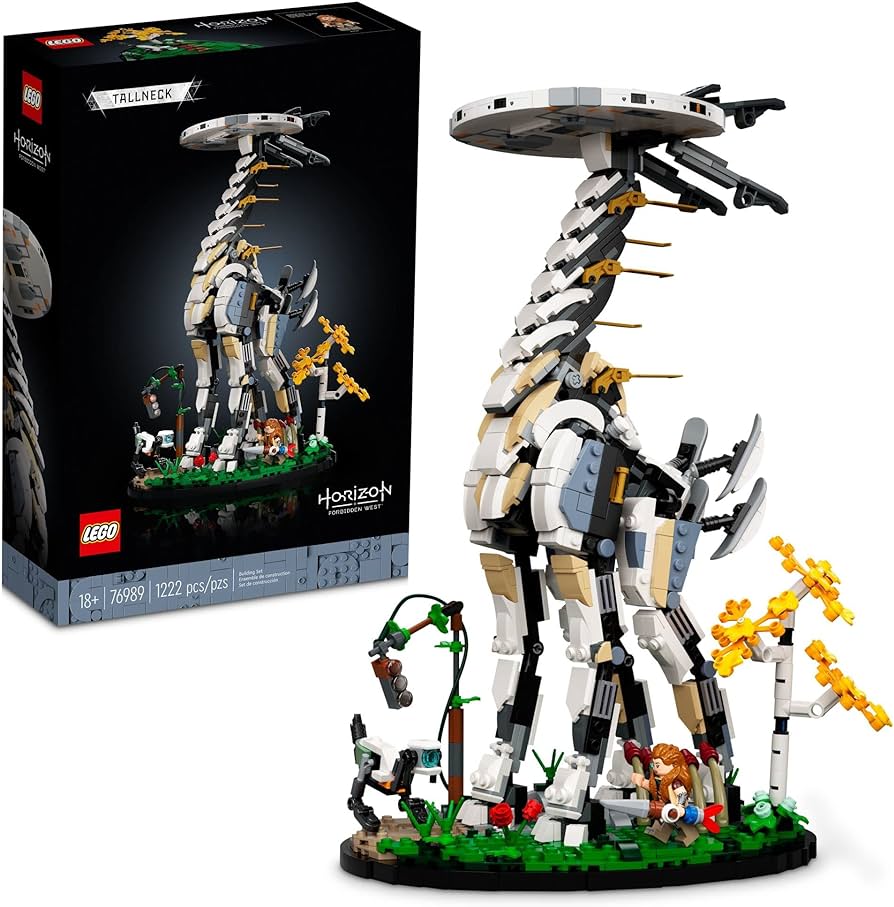 LEGO
TALLNECK
LEGO
HORIZON
FORBIDDEN WEST
HORIZON
FORBIDDEN WEST
LEGO
18+ 76989 1222 pcs/pzs
Building Set
Ensemble de construction
Set de construcción